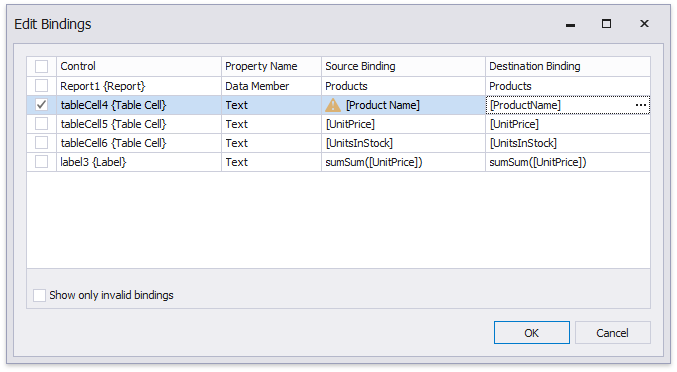 Edit Bindings
Control Property Name Source Binding Destination Binding
Report1 {Report} Data Member Products Products
tableCell4 {Table Cell} Text [Product Name] [ProductName] ...
tableCell5 {Table Cell} Text [UnitPrice] [UnitPrice]
tableCell6 {Table Cell} Text [UnitsInStock] [UnitsInStock]
label3 {Label} Text sumSum([UnitPrice]) sumSum([UnitPrice])
Show only invalid bindings
OK Cancel